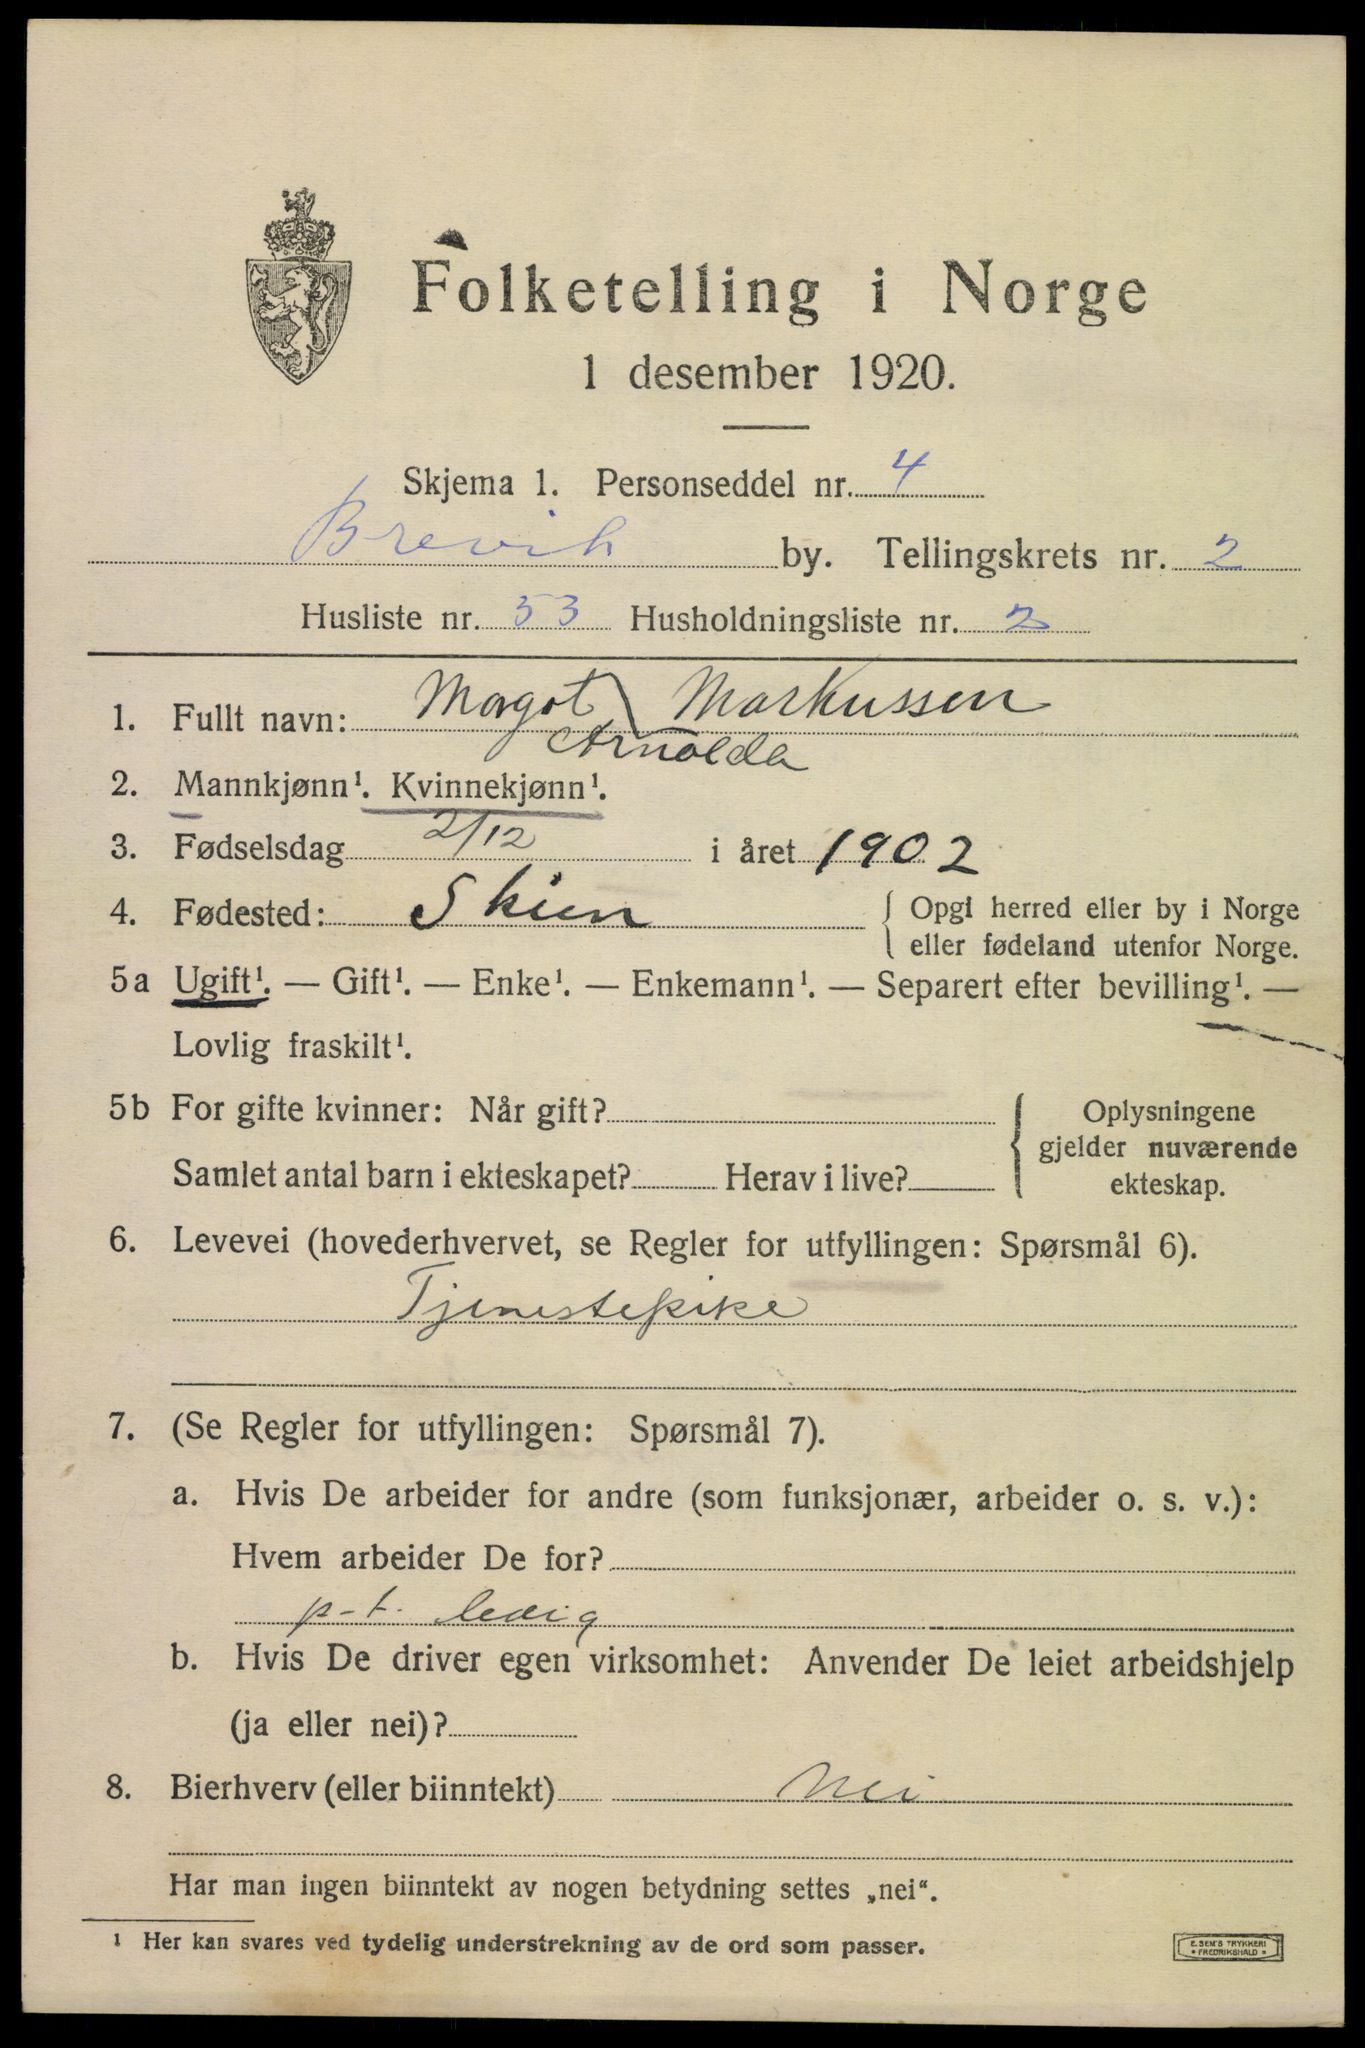 Folketelling i Norge
1 desember 1920.
Skjema 1. Personseddel nr. 4
Brevik by. Tellingskrets nr. 2
Husliste nr. 53 Husholdningsliste nr. 2
1. Fullt navn: Margot Markussen
Arnolda
2. Mannkjønn¹. Kvinnekjønn¹.
3. Fødselsdag 2/12 i året 1902
4. Fødested: Skien { Opgi herred eller by i Norge
eller fødeland utenfor Norge.
5a Ugift¹. — Gift¹. — Enke¹. — Enkemann¹. — Separert efter bevilling¹. —
Lovlig fraskilt¹.
5b For gifte kvinner: Når gift? { Oplysningene
gjelder nuværende
Samlet antal barn i ekteskapet? Herav i live? ekteskap.
6. Levevei (hovederhvervet, se Regler for utfyllingen: Spørsmål 6).
Tjenestepike
7. (Se Regler for utfyllingen: Spørsmål 7).
a. Hvis De arbeider for andre (som funksjonær, arbeider o. s. v.):
Hvem arbeider De for?
p-t. ledig
b. Hvis De driver egen virksomhet: Anvender De leiet arbeidshjelp
(ja eller nei)?
8. Bierhverv (eller biinntekt) Nei
Har man ingen biinntekt av nogen betydning settes „nei“.
¹ Her kan svares ved tydelig understrekning av de ord som passer.
E. SEM'S TRYKKERI
• FREDRIKSHALD •